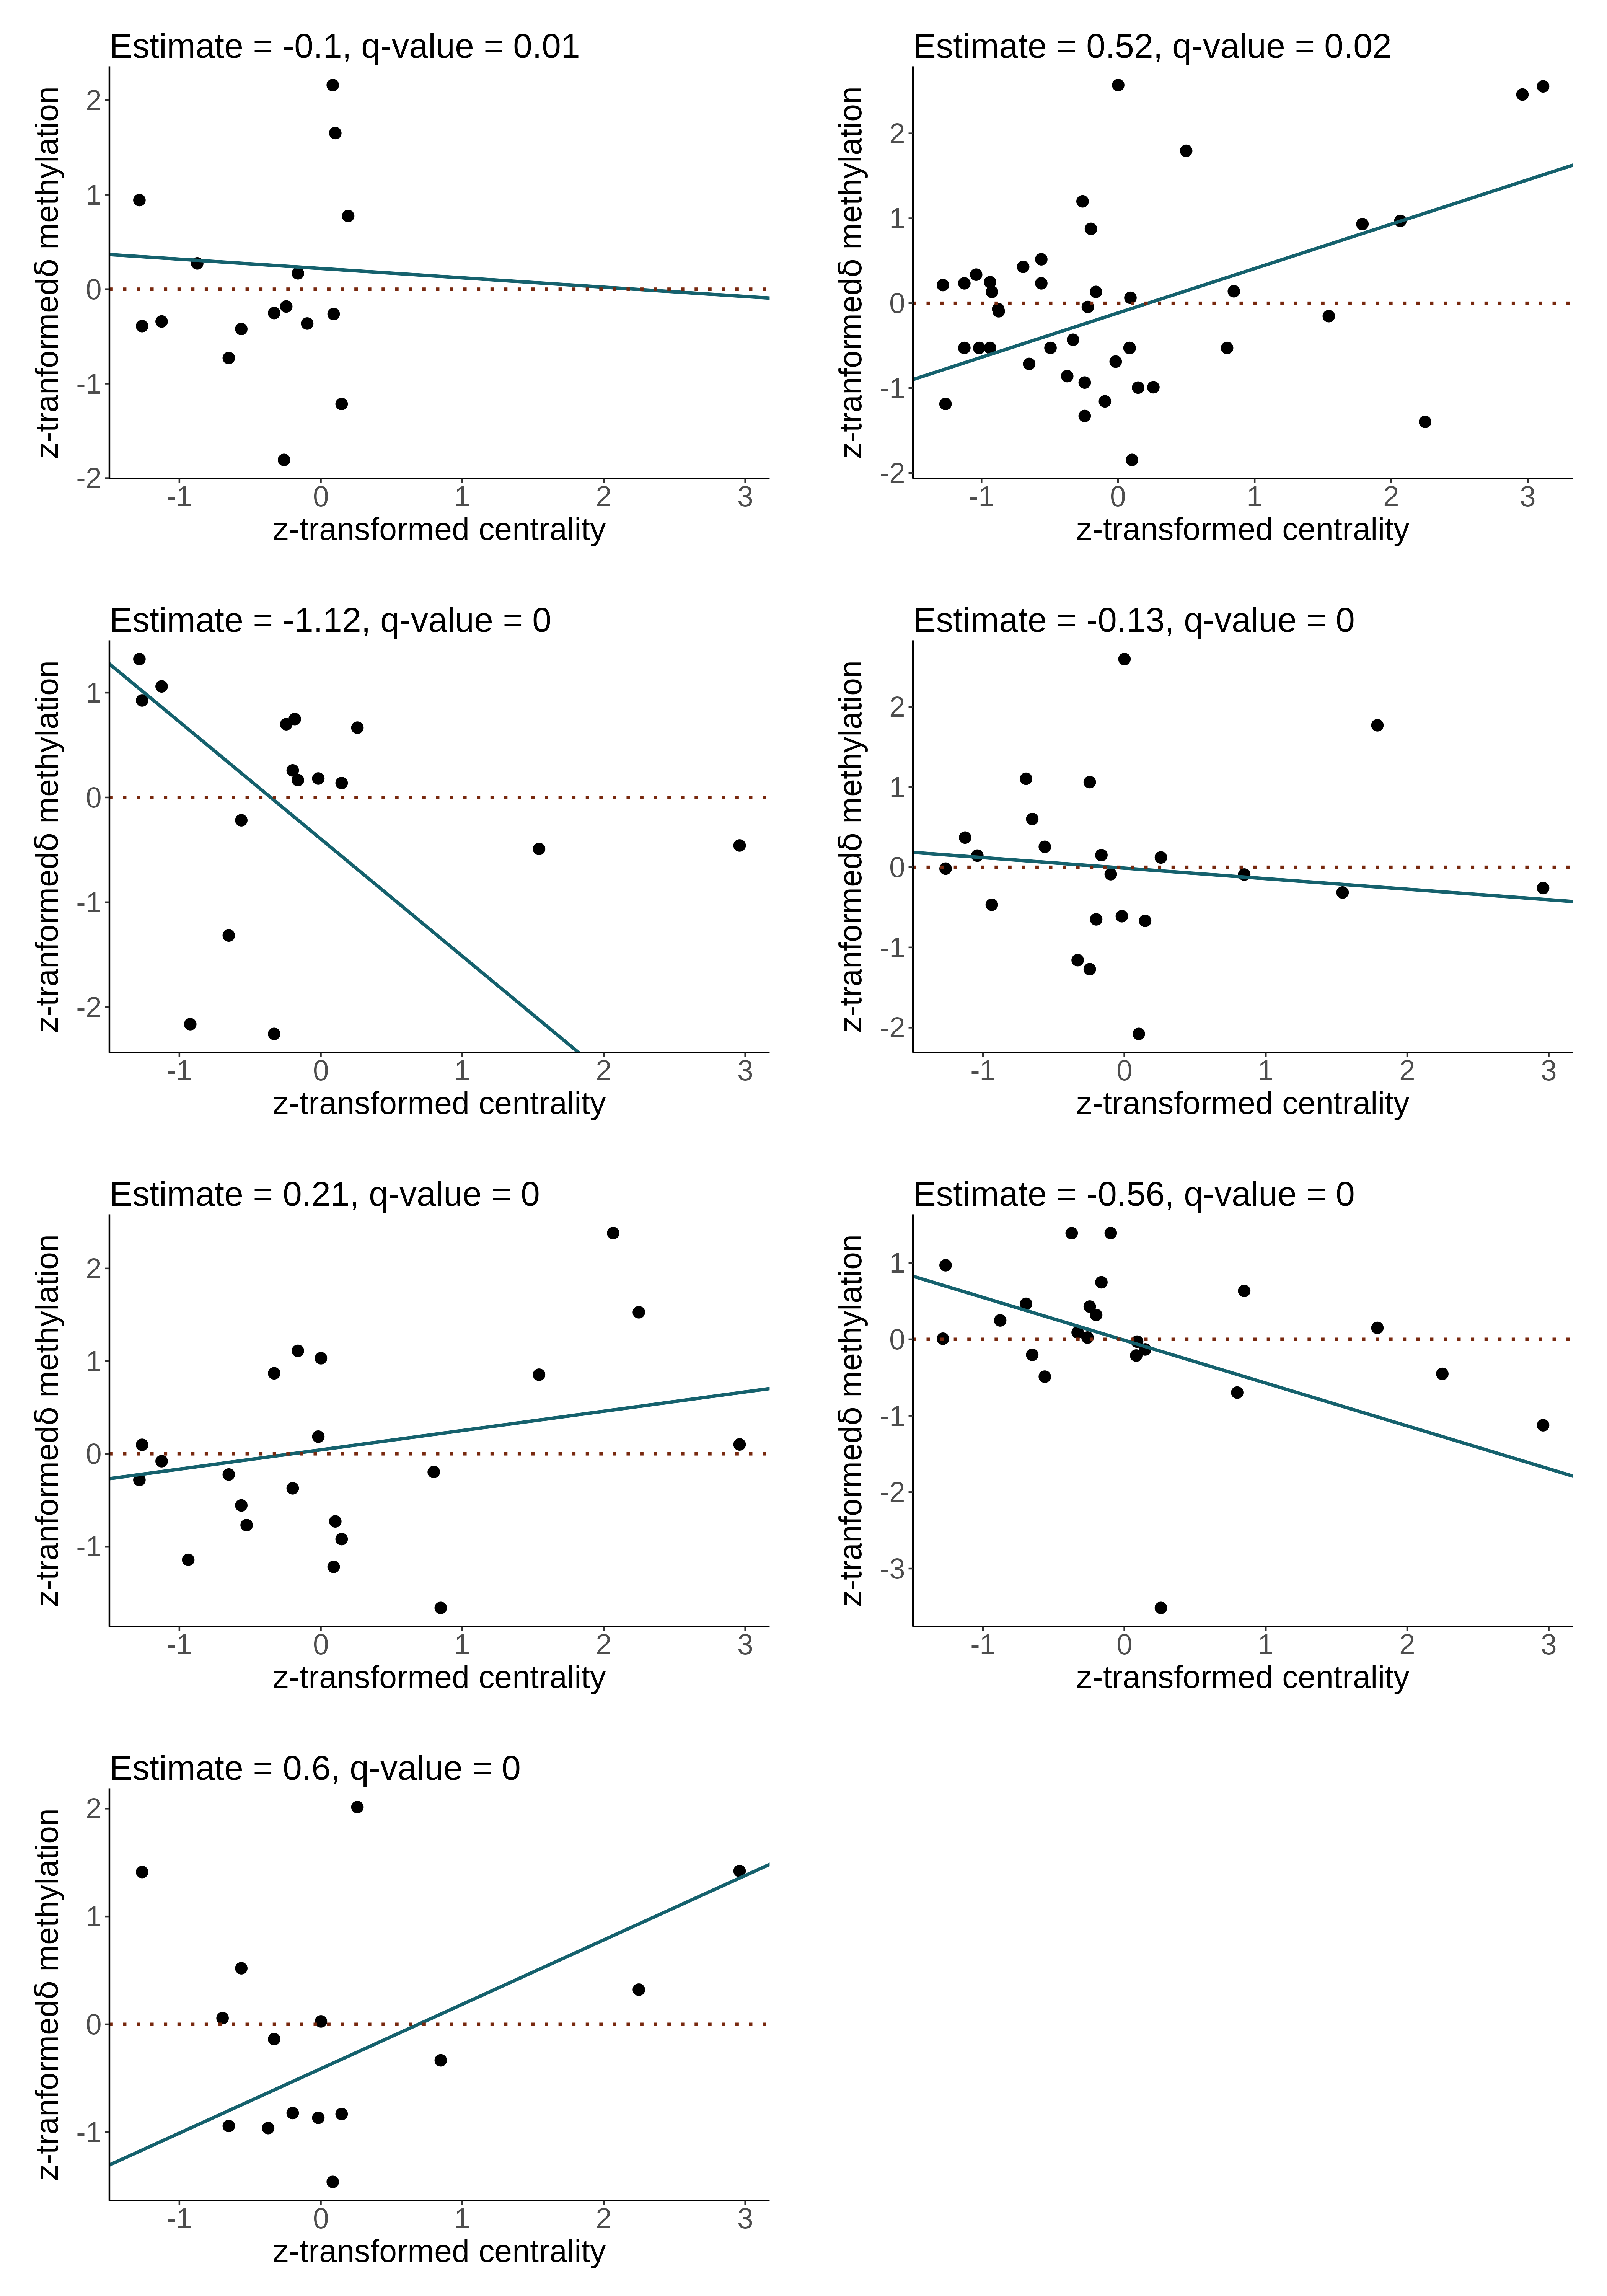 Estimate = -0.1, q-value = 0.01
z-tranformedδ methylation
2
1
0
-1
-2
-1 0 1 2 3
z-transformed centrality
Estimate = 0.52, q-value = 0.02
z-tranformedδ methylation
2
1
0
-1
-2
-1 0 1 2 3
z-transformed centrality
Estimate = -1.12, q-value = 0
z-tranformedδ methylation
1
0
-1
-2
-1 0 1 2 3
z-transformed centrality
Estimate = -0.13, q-value = 0
z-tranformedδ methylation
2
1
0
-1
-2
-1 0 1 2 3
z-transformed centrality
Estimate = 0.21, q-value = 0
z-tranformedδ methylation
2
1
0
-1
-1 0 1 2 3
z-transformed centrality
Estimate = -0.56, q-value = 0
z-tranformedδ methylation
1
0
-1
-2
-3
-1 0 1 2 3
z-transformed centrality
Estimate = 0.6, q-value = 0
z-tranformedδ methylation
2
1
0
-1
-1 0 1 2 3
z-transformed centrality